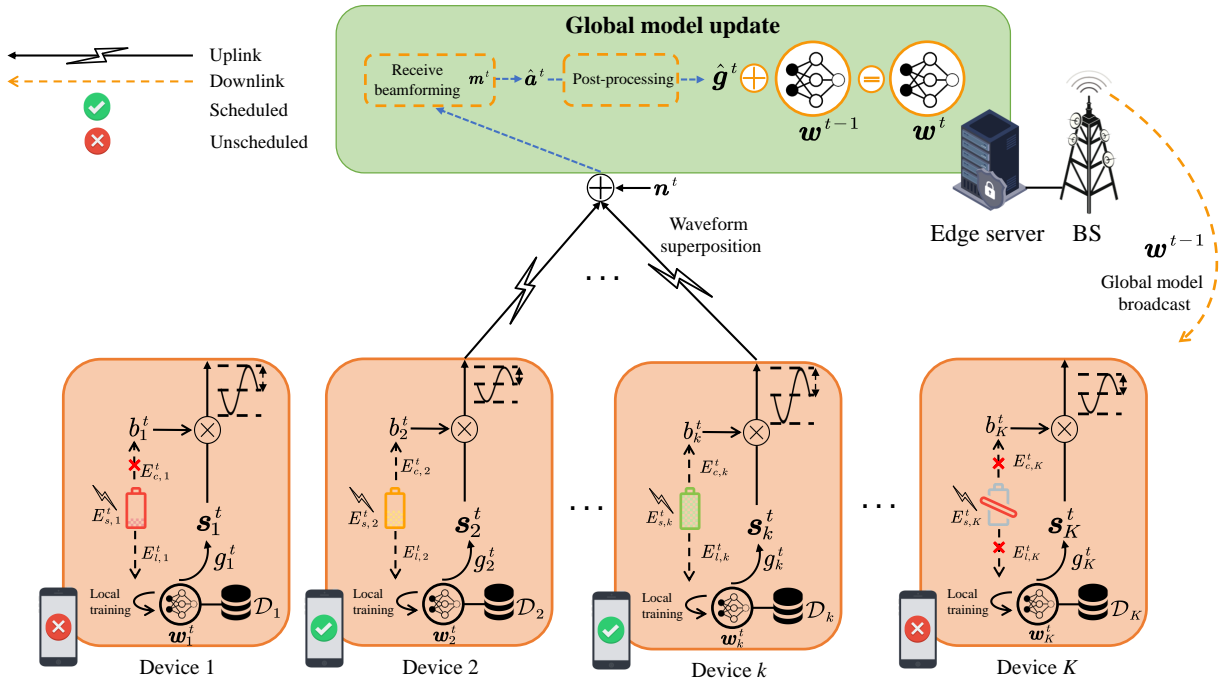 Global model update
Uplink
Downlink
Scheduled
Unscheduled
Receive
beamforming
m^t
â^t
Post-processing
ĝ^t
w^{t-1}
w^t
n^t
Waveform
superposition
...
Edge server
BS
w^{t-1}
Global model
broadcast
b_1^t
E_{c,1}^t
E_{s,1}^t
s_1^t
E_{l,1}^t
g_1^t
Local
training
D_1
w_1^t
Device 1
b_2^t
E_{c,2}^t
E_{s,2}^t
s_2^t
E_{l,2}^t
g_2^t
Local
training
D_2
w_2^t
Device 2
...
b_k^t
E_{c,k}^t
E_{s,k}^t
s_k^t
E_{l,k}^t
g_k^t
Local
training
D_k
w_k^t
Device k
...
b_K^t
E_{c,K}^t
E_{s,K}^t
s_K^t
E_{l,K}^t
g_K^t
Local
training
D_K
w_K^t
Device K